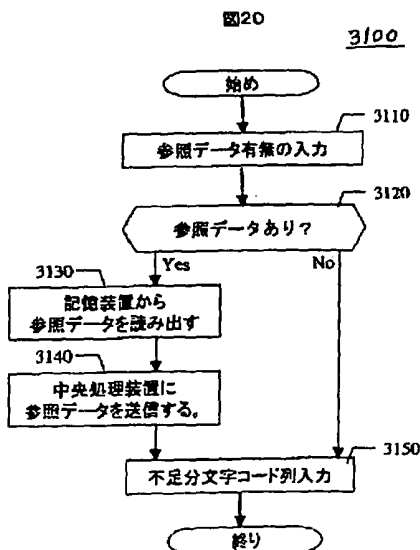 図20
3100
始め
3110
参照データ有無の入力
3120
参照データあり?
3130
Yes
No
記憶装置から
参照データを読み出す
3140
中央処理装置に
参照データを送信する。
3150
不足分文字コード列入力
終り